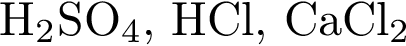 H₂SO₄, HCl, CaCl₂